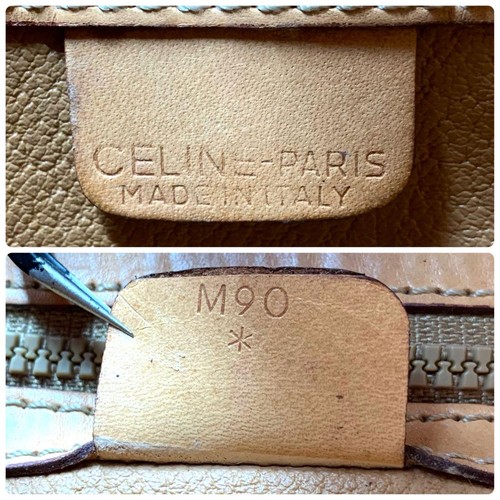 CELINE-PARIS
MADE IN ITALY
M90
*